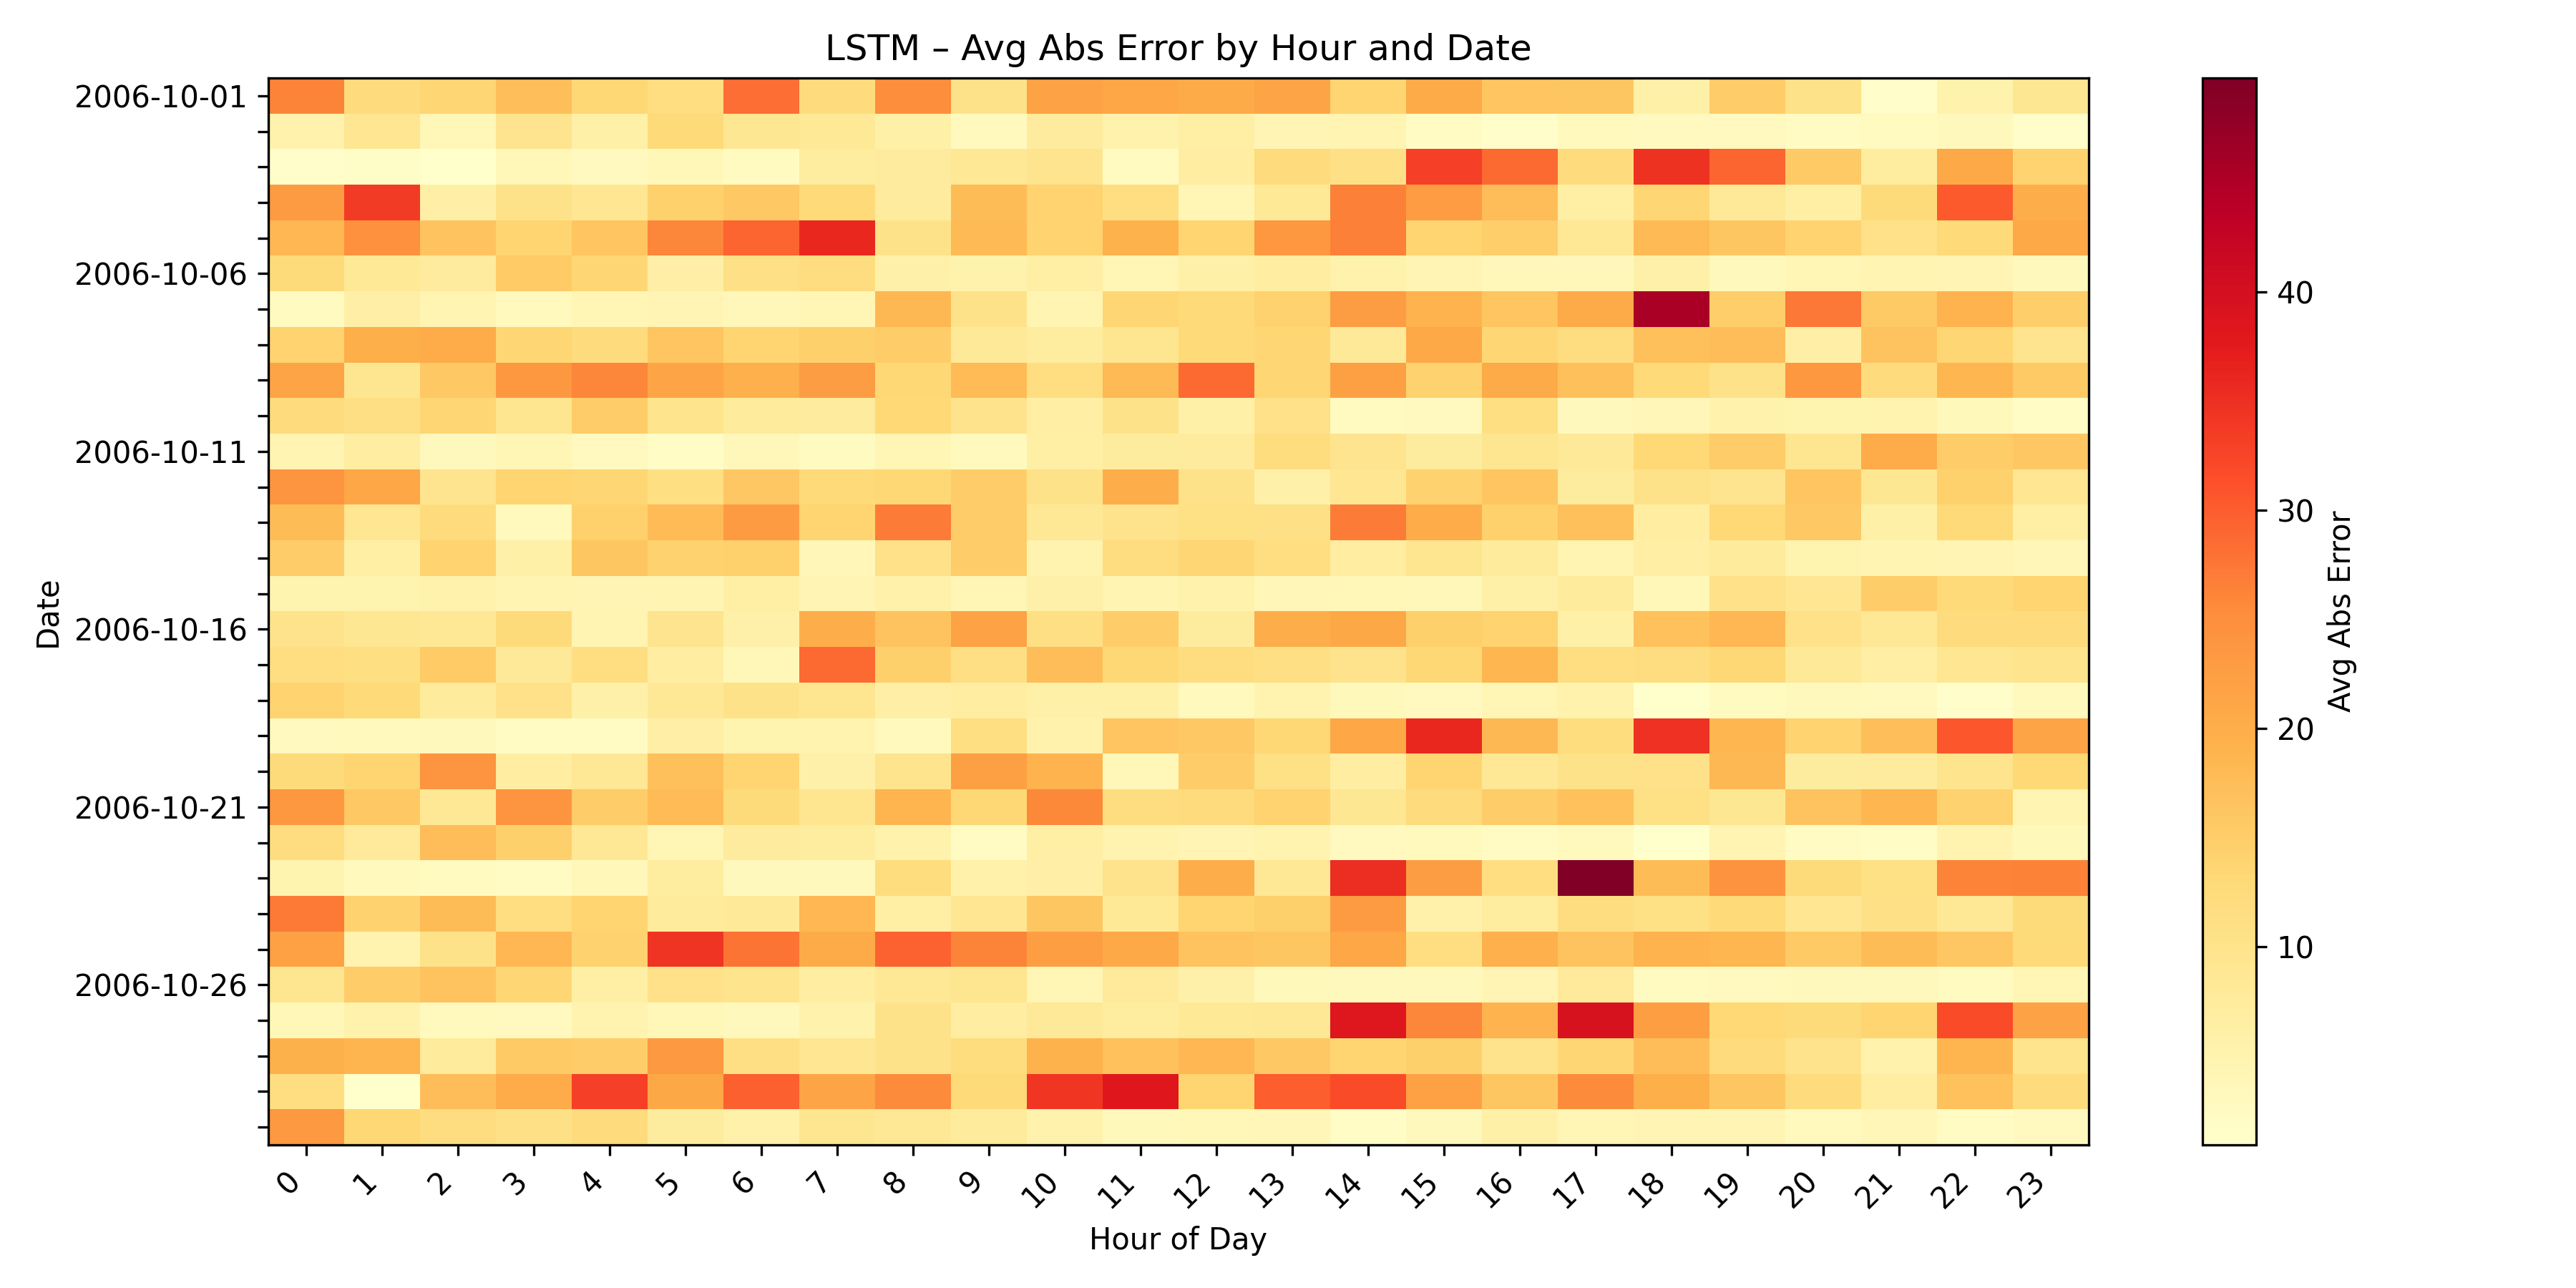 LSTM – Avg Abs Error by Hour and Date
2006-10-01
2006-10-06
2006-10-11
2006-10-16
2006-10-21
2006-10-26
Date
0 1 2 3 4 5 6 7 8 9 10 11 12 13 14 15 16 17 18 19 20 21 22 23
Hour of Day
40
30
20
10
Avg Abs Error